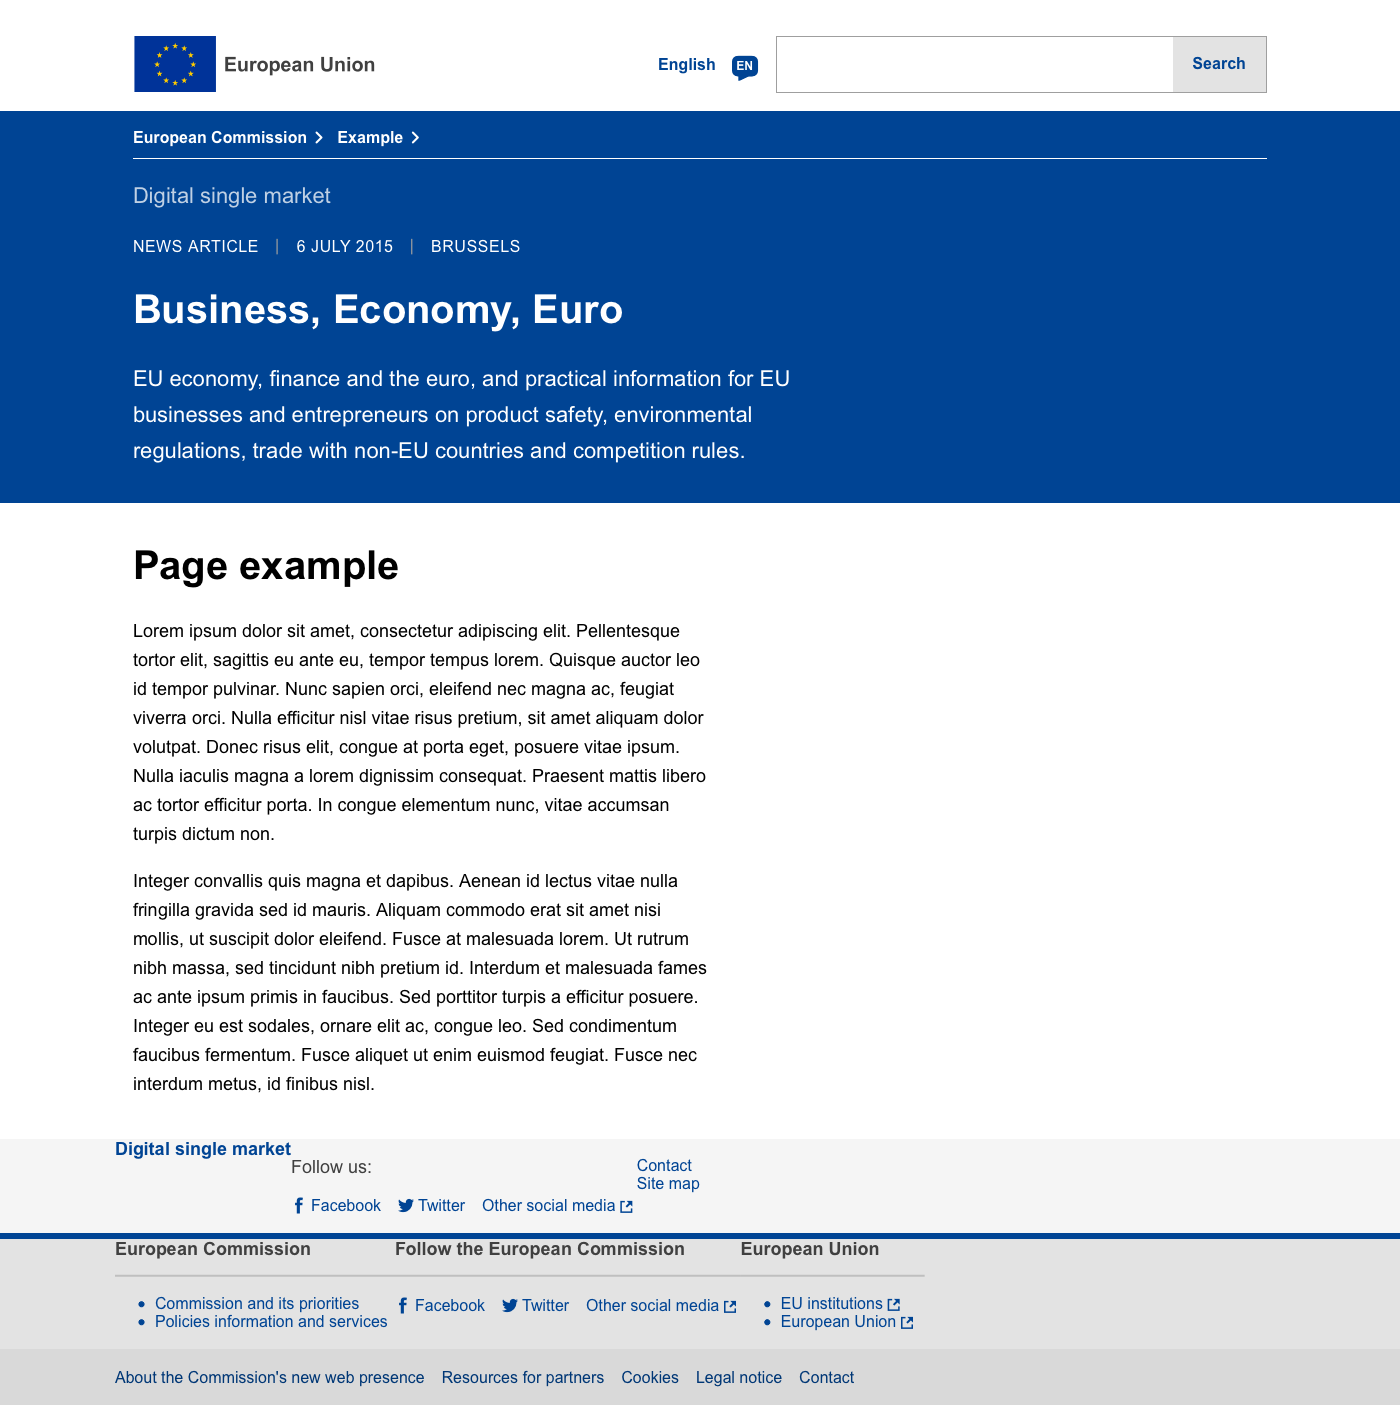 European Union
English EN Search
European Commission Example
Digital single market
NEWS ARTICLE | 6 JULY 2015 | BRUSSELS
Business, Economy, Euro
EU economy, finance and the euro, and practical information for EU
businesses and entrepreneurs on product safety, environmental
regulations, trade with non-EU countries and competition rules.
Page example
Lorem ipsum dolor sit amet, consectetur adipiscing elit. Pellentesque
tortor elit, sagittis eu ante eu, tempor tempus lorem. Quisque auctor leo
id tempor pulvinar. Nunc sapien orci, eleifend nec magna ac, feugiat
viverra orci. Nulla efficitur nisl vitae risus pretium, sit amet aliquam dolor
volutpat. Donec risus elit, congue at porta eget, posuere vitae ipsum.
Nulla iaculis magna a lorem dignissim consequat. Praesent mattis libero
ac tortor efficitur porta. In congue elementum nunc, vitae accumsan
turpis dictum non.
Integer convallis quis magna et dapibus. Aenean id lectus vitae nulla
fringilla gravida sed id mauris. Aliquam commodo erat sit amet nisi
mollis, ut suscipit dolor eleifend. Fusce at malesuada lorem. Ut rutrum
nibh massa, sed tincidunt nibh pretium id. Interdum et malesuada fames
ac ante ipsum primis in faucibus. Sed porttitor turpis a efficitur posuere.
Integer eu est sodales, ornare elit ac, congue leo. Sed condimentum
faucibus fermentum. Fusce aliquet ut enim euismod feugiat. Fusce nec
interdum metus, id finibus nisl.
Digital single market
Follow us:
Facebook Twitter Other social media
Contact
Site map
European Commission
Commission and its priorities
Policies information and services
Follow the European Commission
Facebook Twitter Other social media
European Union
EU institutions
European Union
About the Commission's new web presence Resources for partners Cookies Legal notice Contact